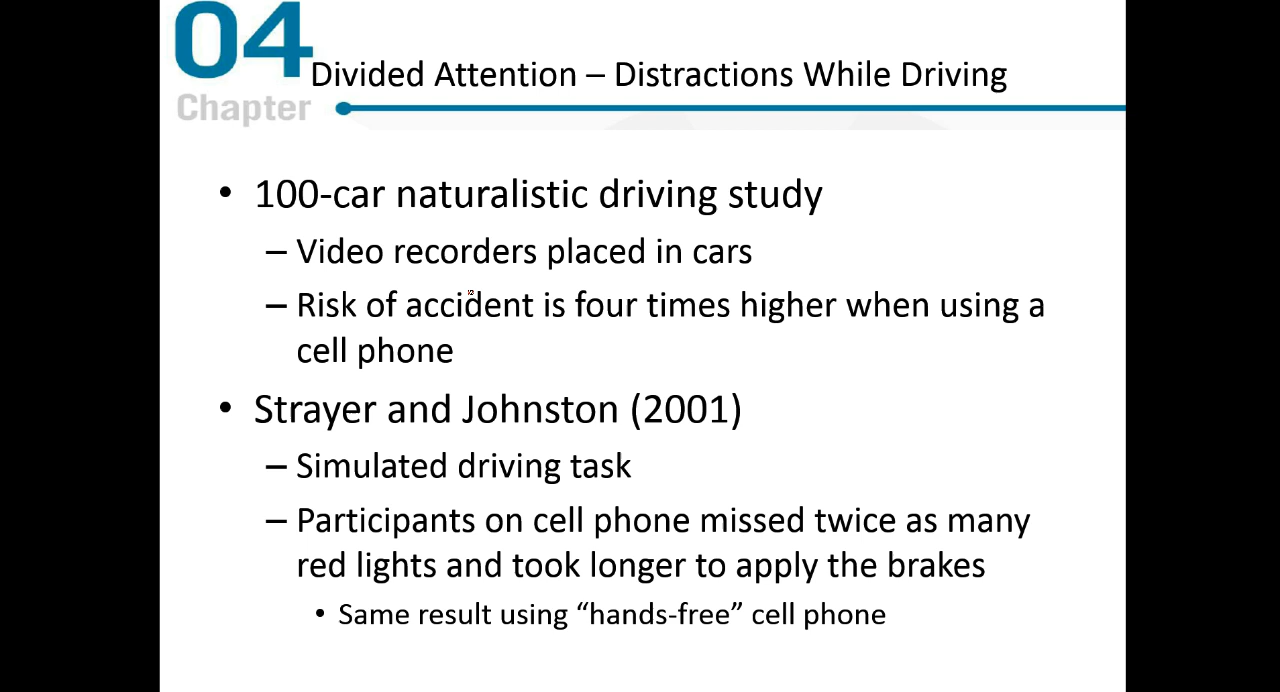 04
Chapter
Divided Attention – Distractions While Driving
• 100-car naturalistic driving study
– Video recorders placed in cars
– Risk of accident is four times higher when using a
cell phone
• Strayer and Johnston (2001)
– Simulated driving task
– Participants on cell phone missed twice as many
red lights and took longer to apply the brakes
• Same result using “hands-free” cell phone